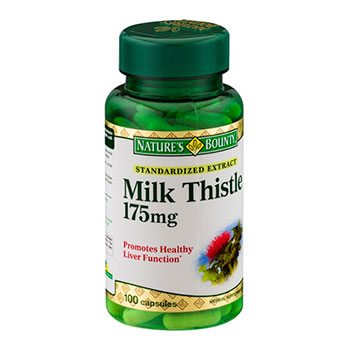 NATURE'S BOUNTY
STANDARDIZED EXTRACT
Milk Thistle
175mg
Promotes Healthy
Liver Function*
100 capsules